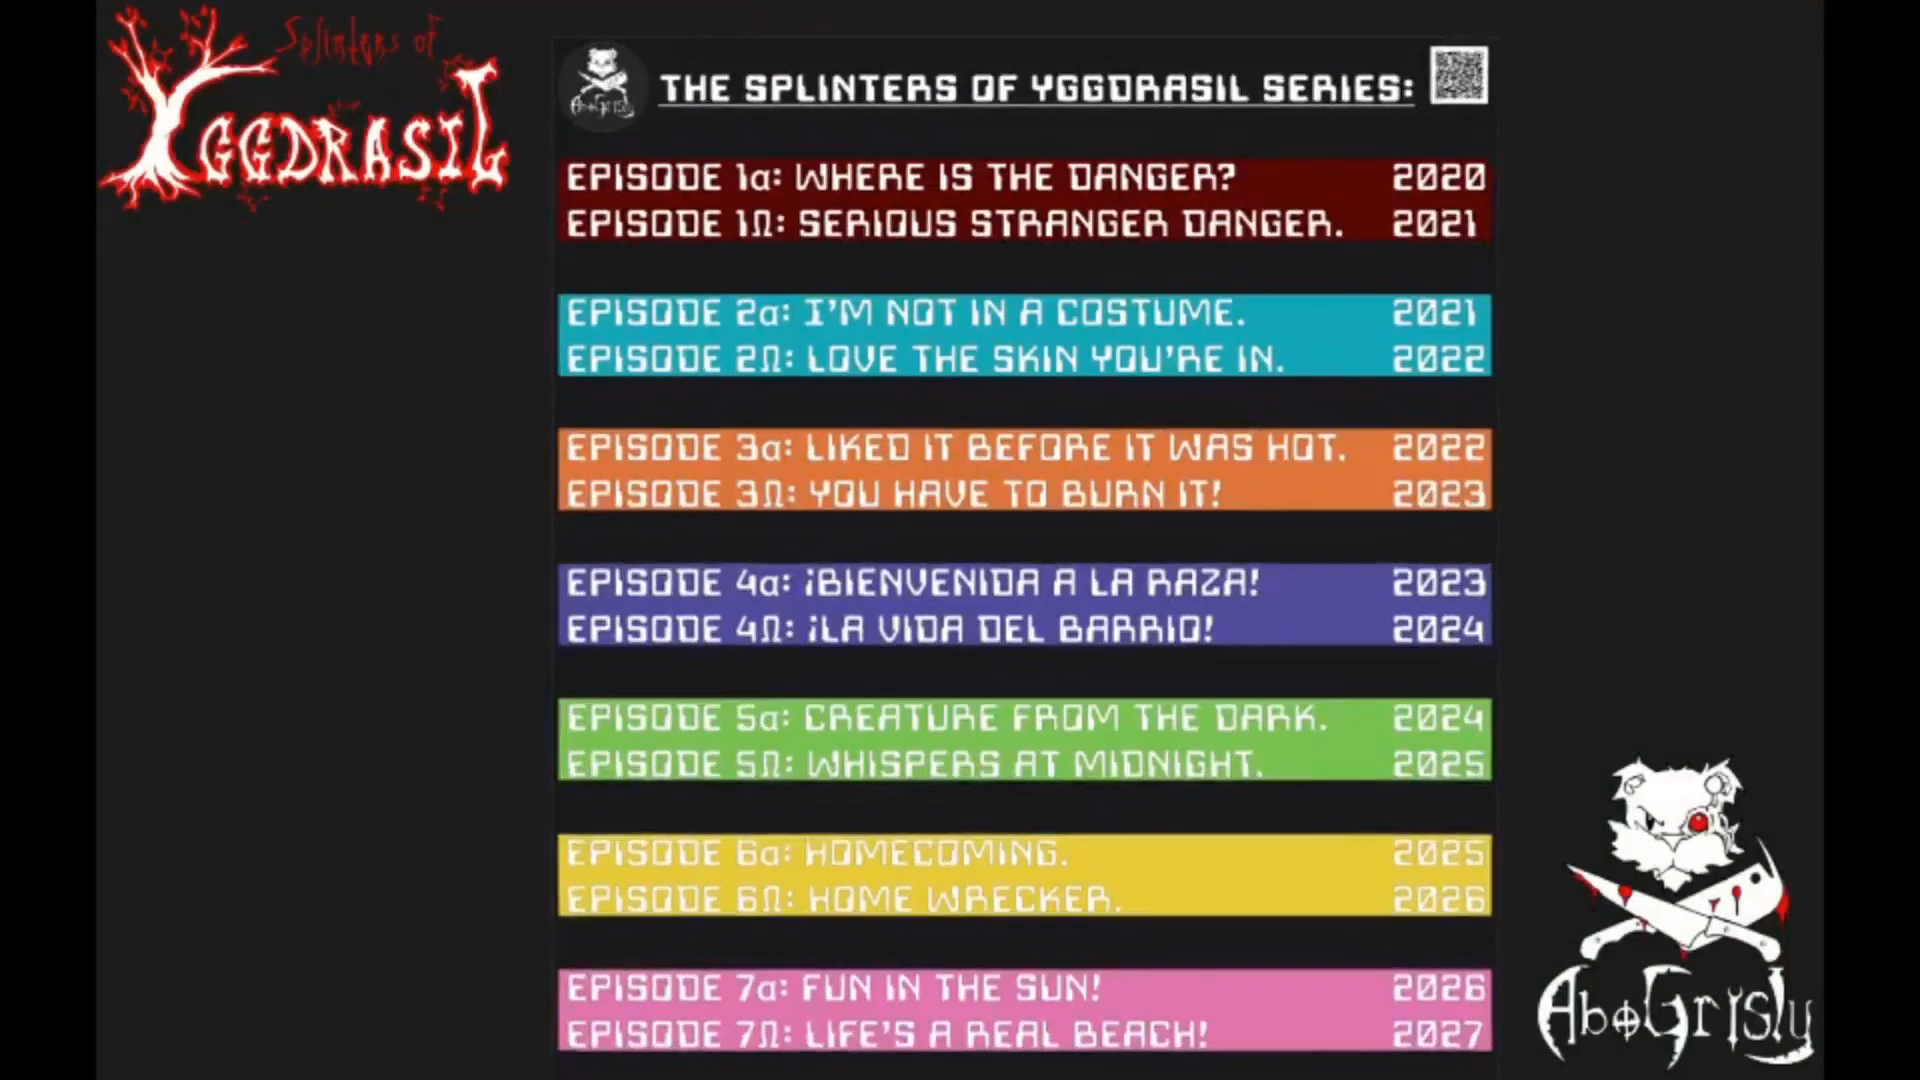 Splinters of
YGGDRASIL
AboGrisly
THE SPLINTERS OF YGGDRASIL SERIES:
EPISODE 1α: WHERE IS THE DANGER? 2020
EPISODE 1Ω: SERIOUS STRANGER DANGER. 2021
EPISODE 2α: I'M NOT IN A COSTUME. 2021
EPISODE 2Ω: LOVE THE SKIN YOU'RE IN. 2022
EPISODE 3α: LIKED IT BEFORE IT WAS HOT. 2022
EPISODE 3Ω: YOU HAVE TO BURN IT! 2023
EPISODE 4α: ¡BIENVENIDA A LA RAZA! 2023
EPISODE 4Ω: ¡LA VIDA DEL BARRIO! 2024
EPISODE 5α: CREATURE FROM THE DARK. 2024
EPISODE 5Ω: WHISPERS AT MIDNIGHT. 2025
EPISODE 6α: HOMECOMING. 2025
EPISODE 6Ω: HOME WRECKER. 2026
EPISODE 7α: FUN IN THE SUN! 2026
EPISODE 7Ω: LIFE'S A REAL BEACH! 2027
AboGrisly